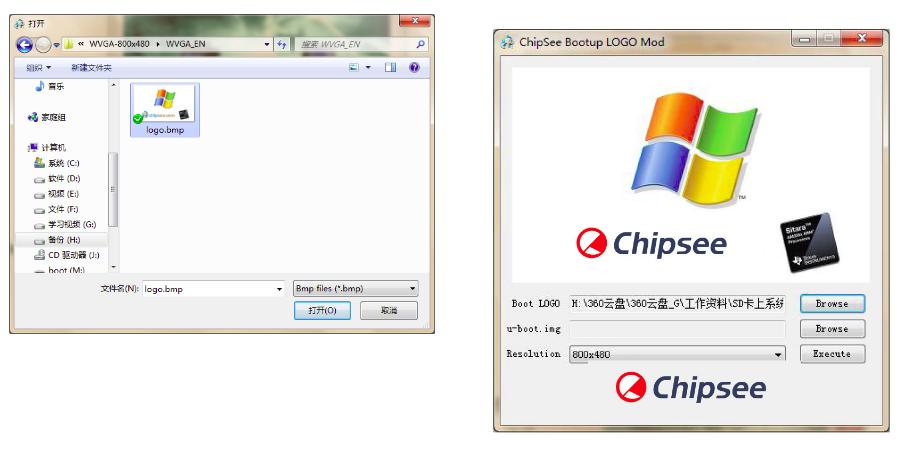 打开
« WVGA-800x480 ▸ WVGA_EN
搜索 WVGA_EN
组织 新建文件夹
音乐
家庭组
计算机
系统 (C:)
软件 (D:)
视频 (E:)
文件 (F:)
学习视频 (G:)
备份 (H:)
CD 驱动器 (J:)
boot (M:)
logo.bmp
文件名(N): logo.bmp
Bmp files (*.bmp)
打开(O) 取消
ChipSee Bootup LOGO Mod
TM
Chipsee
Sitara™
Boot LOGO H:\360云盘\360云盘_G\工作资料\SD卡上系统 Browse
u-boot.img Browse
Resolution 800x480 Execute
Chipsee